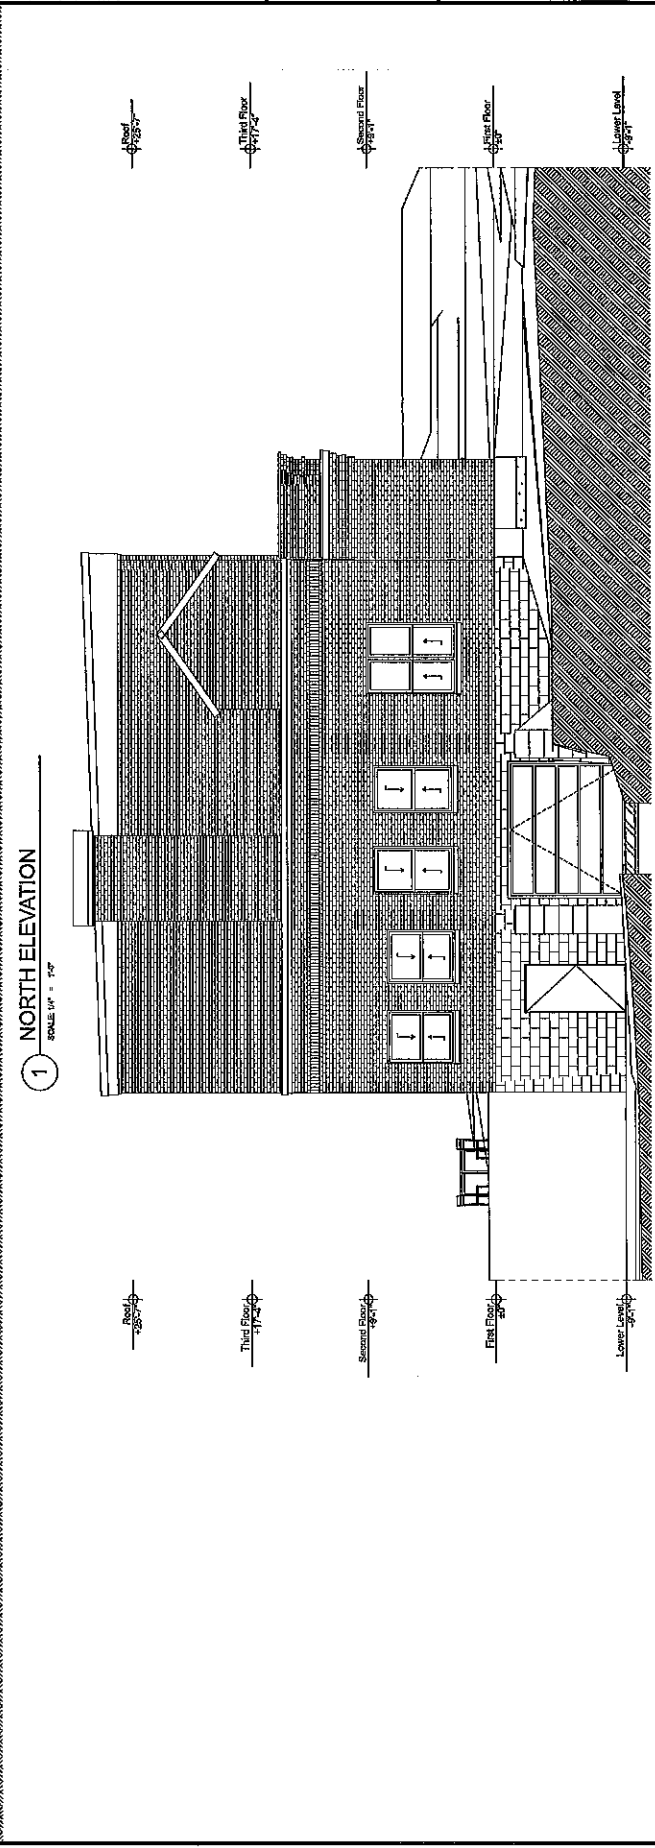 1
NORTH ELEVATION
SCALE: 1/4" = 1'-0"
Roof
+25'-7"
Third Floor
+17'-4"
Second Floor
+9'-1"
First Floor
±0"
Lower Level
-9'-1"
Roof
+25'-7"
Third Floor
+17'-4"
Second Floor
+9'-1"
First Floor
±0"
Lower Level
-9'-1"